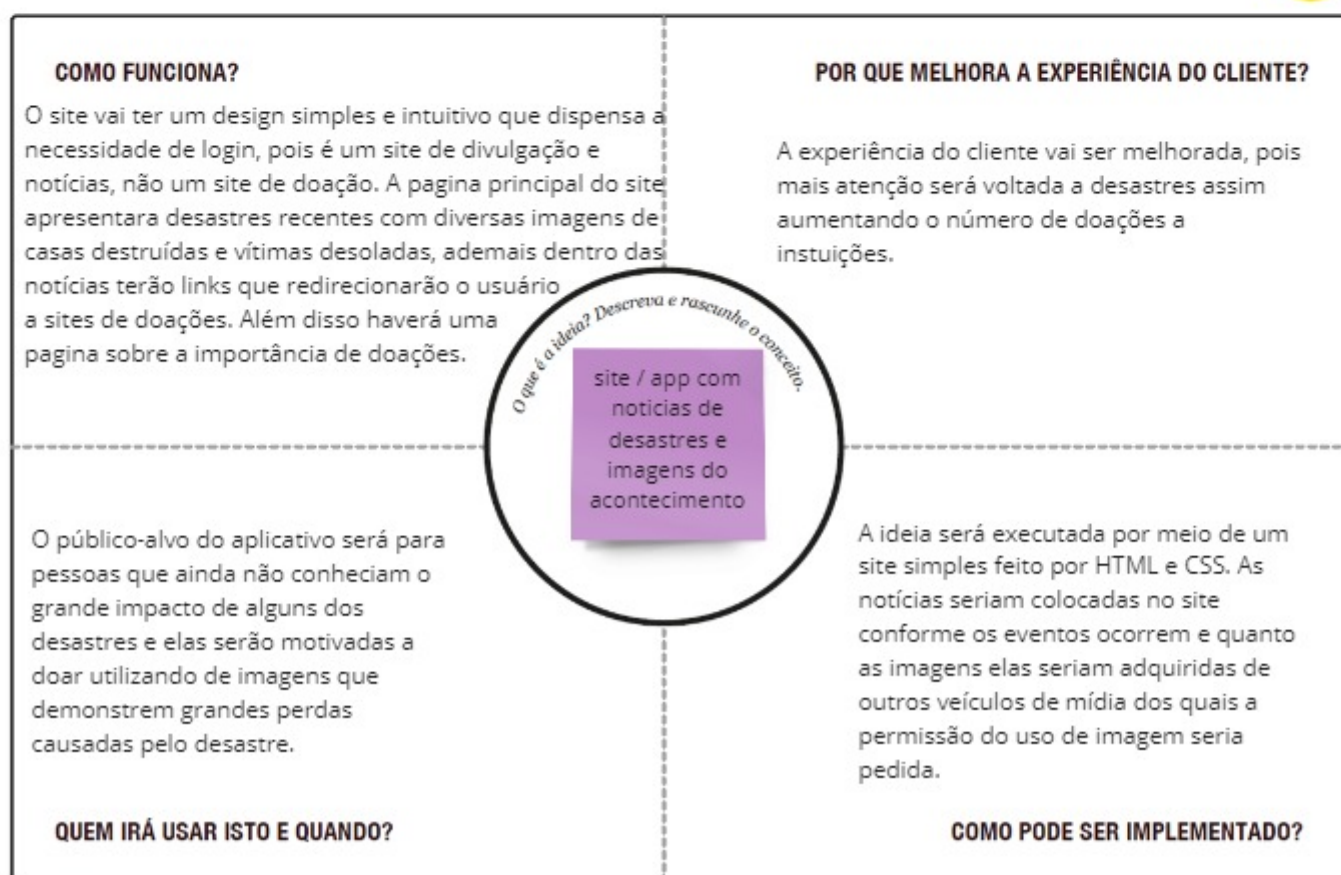 COMO FUNCIONA?
O site vai ter um design simples e intuitivo que dispensa a
necessidade de login, pois é um site de divulgação e
notícias, não um site de doação. A pagina principal do site
apresentara desastres recentes com diversas imagens de
casas destruídas e vítimas desoladas, ademais dentro das
notícias terão links que redirecionarão o usuário
a sites de doações. Além disso haverá uma
pagina sobre a importância de doações.
POR QUE MELHORA A EXPERIÊNCIA DO CLIENTE?
A experiência do cliente vai ser melhorada, pois
mais atenção será voltada a desastres assim
aumentando o número de doações a
instuições.
O que é a ideia? Descreva e rascunhe o conceito.
site / app com
noticias de
desastres e
imagens do
acontecimento
O público-alvo do aplicativo será para
pessoas que ainda não conheciam o
grande impacto de alguns dos
desastres e elas serão motivadas a
doar utilizando de imagens que
demonstrem grandes perdas
causadas pelo desastre.
QUEM IRÁ USAR ISTO E QUANDO?
A ideia será executada por meio de um
site simples feito por HTML e CSS. As
notícias seriam colocadas no site
conforme os eventos ocorrem e quanto
as imagens elas seriam adquiridas de
outros veículos de mídia dos quais a
permissão do uso de imagem seria
pedida.
COMO PODE SER IMPLEMENTADO?